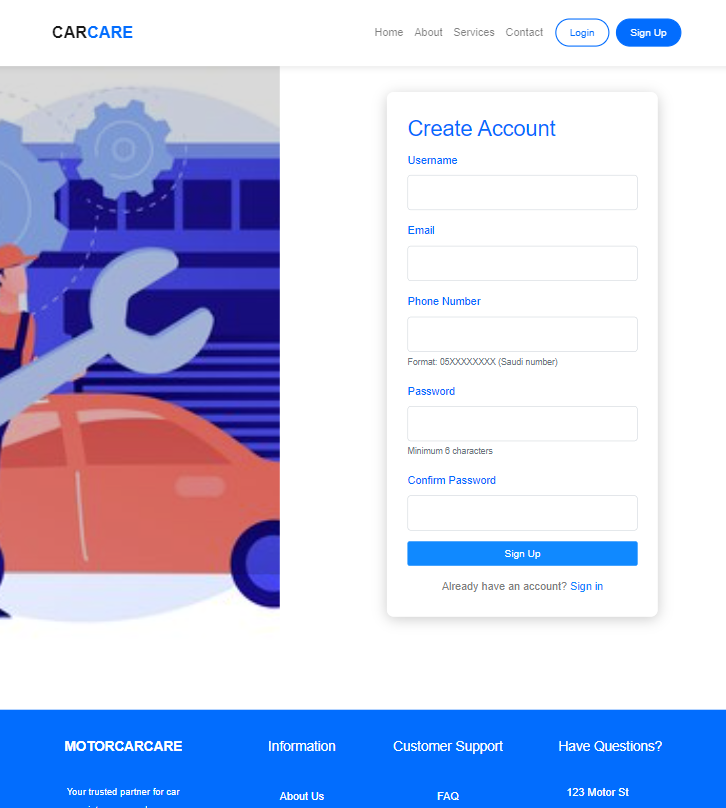 CARCARE
Home About Services Contact Login Sign Up
Create Account
Username
Email
Phone Number
Format: 05XXXXXXXX (Saudi number)
Password
Minimum 6 characters
Confirm Password
Sign Up
Already have an account? Sign in
MOTORCARCARE Information Customer Support Have Questions?
Your trusted partner for car About Us FAQ 123 Motor St